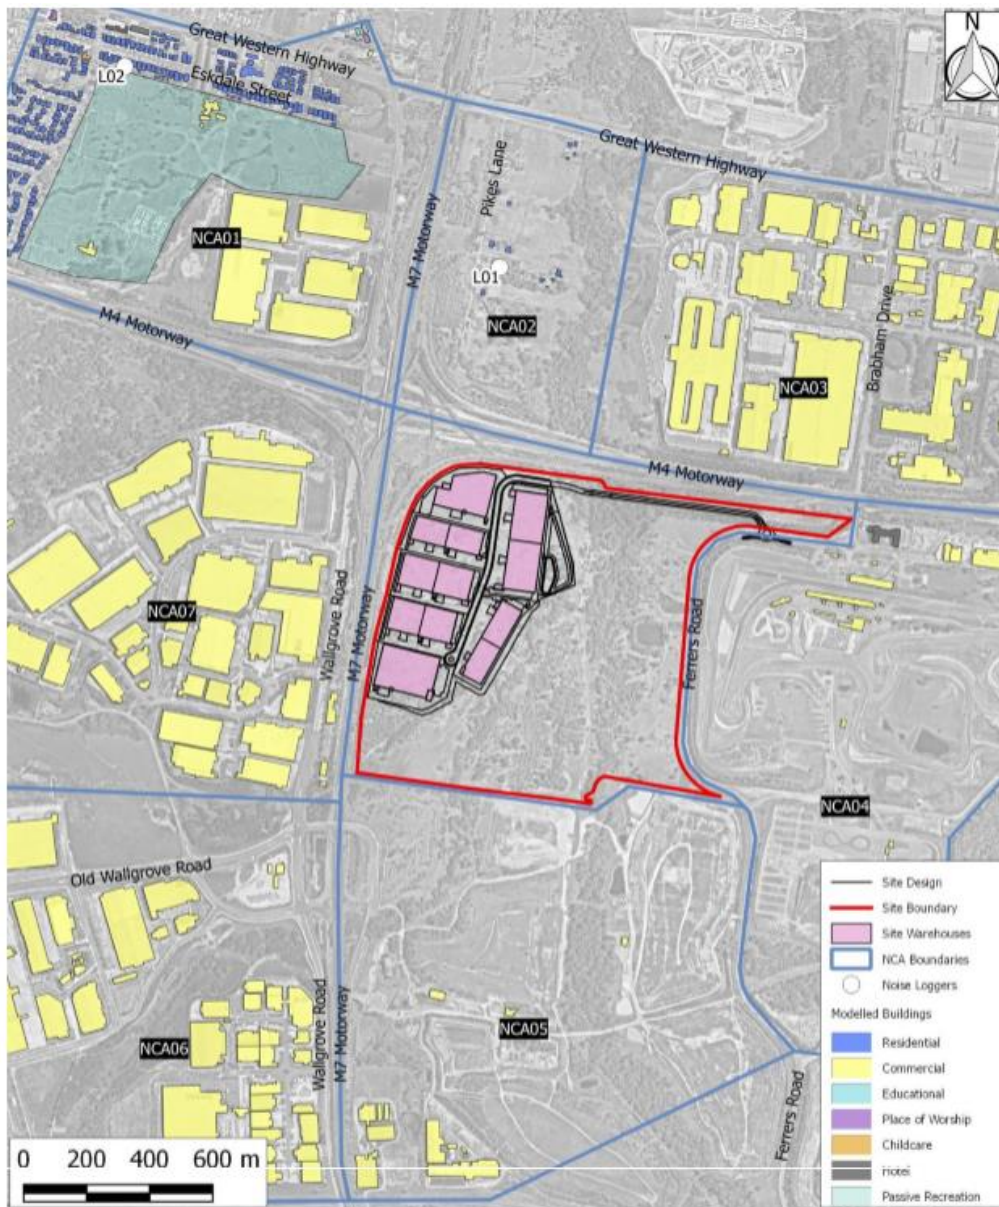 N
Great Western Highway
L02
Eskdale Street
Great Western Highway
Pikes Lane
M7 Motorway
NCA01
L01
NCA02
M4 Motorway
Brabham Drive
NCA03
M4 Motorway
NCA07
Wallgrove Road
M7 Motorway
Ferrers Road
NCA04
Old Wallgrove Road
NCA05
NCA06
Wallgrove Road
M7 Motorway
Ferrers Road
Site Design
Site Boundary
Site Warehouses
NCA Boundaries
Noise Loggers
Modelled Buildings
Residential
Commercial
Educational
Place of Worship
Childcare
Hotel
Passive Recreation
0 200 400 600 m